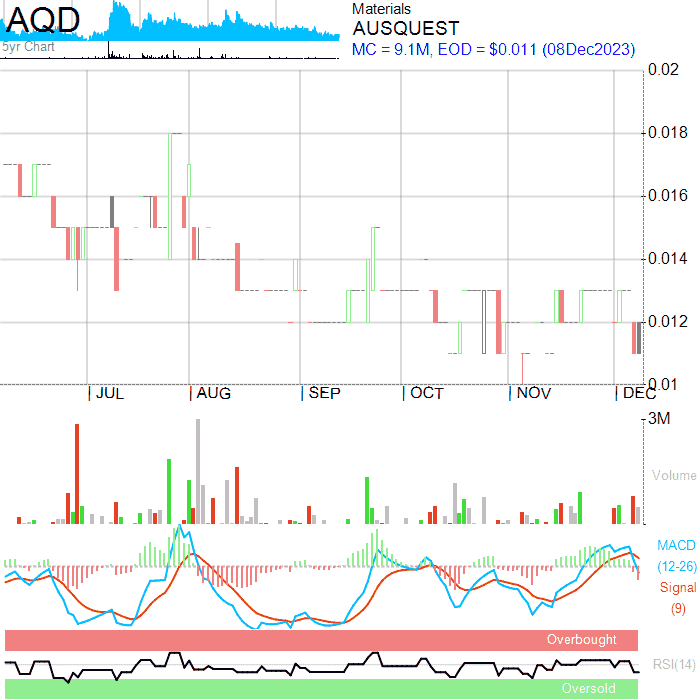 AQD
5yr Chart
Materials
AUSQUEST
MC = 9.1M, EOD = $0.011 (08Dec2023)
0.02
0.018
0.016
0.014
0.012
0.01
JUL
AUG
SEP
OCT
NOV
DEC
3M
Volume
MACD
(12-26)
Signal
(9)
Overbought
RSI(14)
Oversold